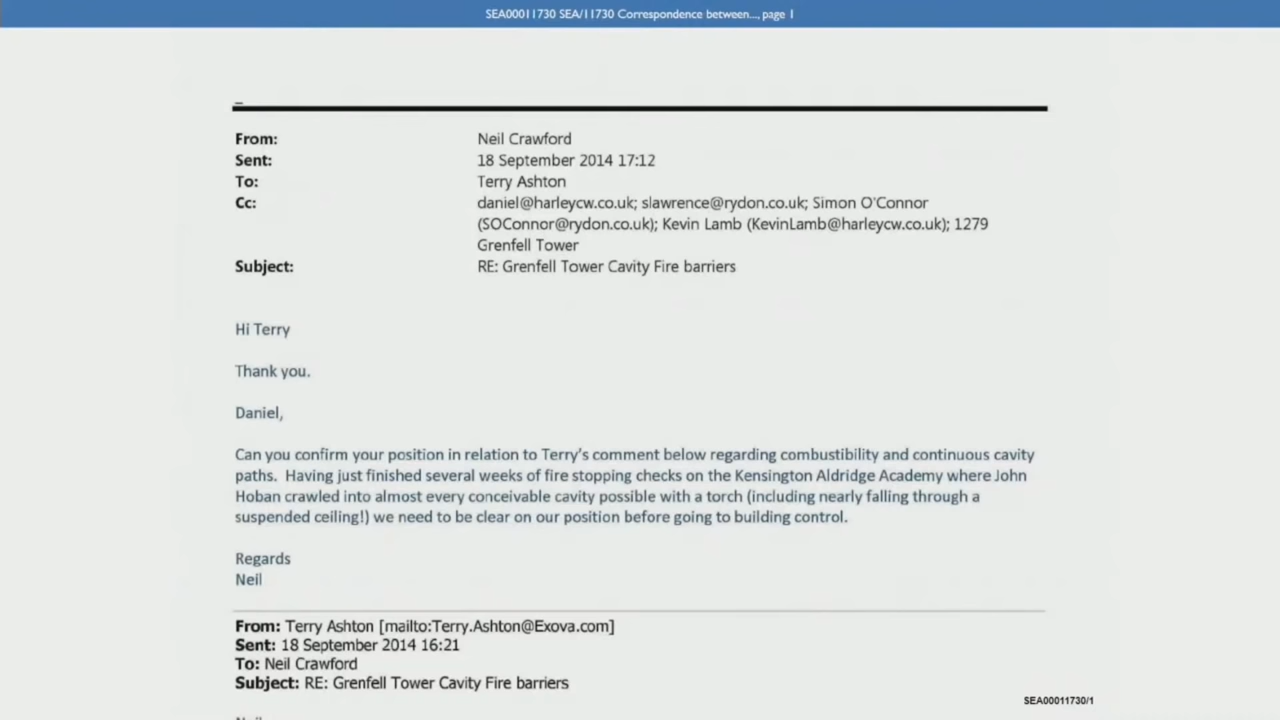 SEA00011730 SEA/11730 Correspondence between..., page 1
_
From: Neil Crawford
Sent: 18 September 2014 17:12
To: Terry Ashton
Cc: daniel@harleycw.co.uk; slawrence@rydon.co.uk; Simon O'Connor
(SOConnor@rydon.co.uk); Kevin Lamb (KevinLamb@harleycw.co.uk); 1279
Grenfell Tower
Subject: RE: Grenfell Tower Cavity Fire barriers
Hi Terry
Thank you.
Daniel,
Can you confirm your position in relation to Terry's comment below regarding combustibility and continuous cavity
paths. Having just finished several weeks of fire stopping checks on the Kensington Aldridge Academy where John
Hoban crawled into almost every conceivable cavity possible with a torch (including nearly falling through a
suspended ceiling!) we need to be clear on our position before going to building control.
Regards
Neil
From: Terry Ashton [mailto:Terry.Ashton@Exova.com]
Sent: 18 September 2014 16:21
To: Neil Crawford
Subject: RE: Grenfell Tower Cavity Fire barriers
SEA00011730/1